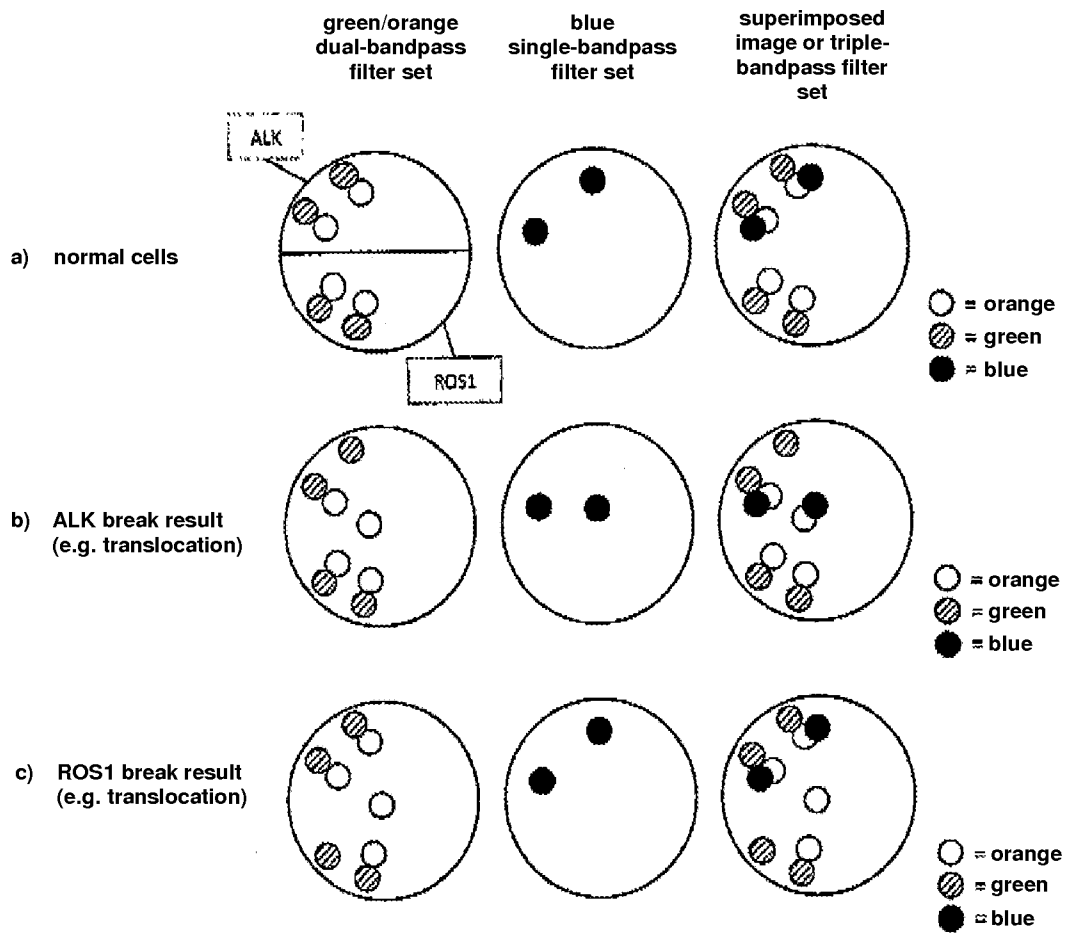 green/orange
dual-bandpass
filter set
blue
single-bandpass
filter set
superimposed
image or triple-
bandpass filter
set
ALK
a) normal cells
ROS1
= orange
= green
= blue
b) ALK break result
(e.g. translocation)
= orange
= green
= blue
c) ROS1 break result
(e.g. translocation)
= orange
= green
= blue